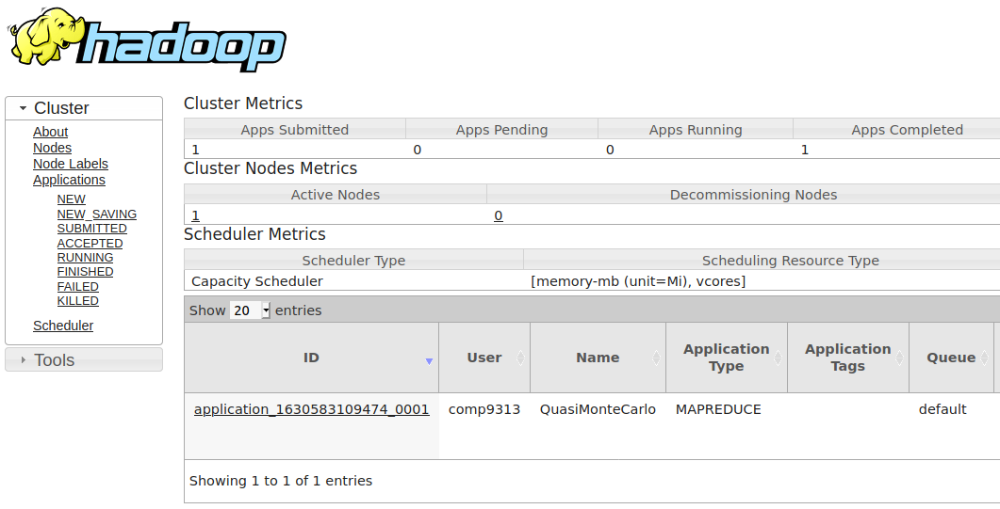 hadoop
Cluster
About
Nodes
Node Labels
Applications
NEW
NEW_SAVING
SUBMITTED
ACCEPTED
RUNNING
FINISHED
FAILED
KILLED
Scheduler
Tools
Cluster Metrics
Apps Submitted Apps Pending Apps Running Apps Completed
1 0 0 1
Cluster Nodes Metrics
Active Nodes Decommissioning Nodes
1 0
Scheduler Metrics
Scheduler Type Scheduling Resource Type
Capacity Scheduler [memory-mb (unit=Mi), vcores]
Show 20 entries
ID User Name Application Type Application Tags Queue
application_1630583109474_0001 comp9313 QuasiMonteCarlo MAPREDUCE default
Showing 1 to 1 of 1 entries